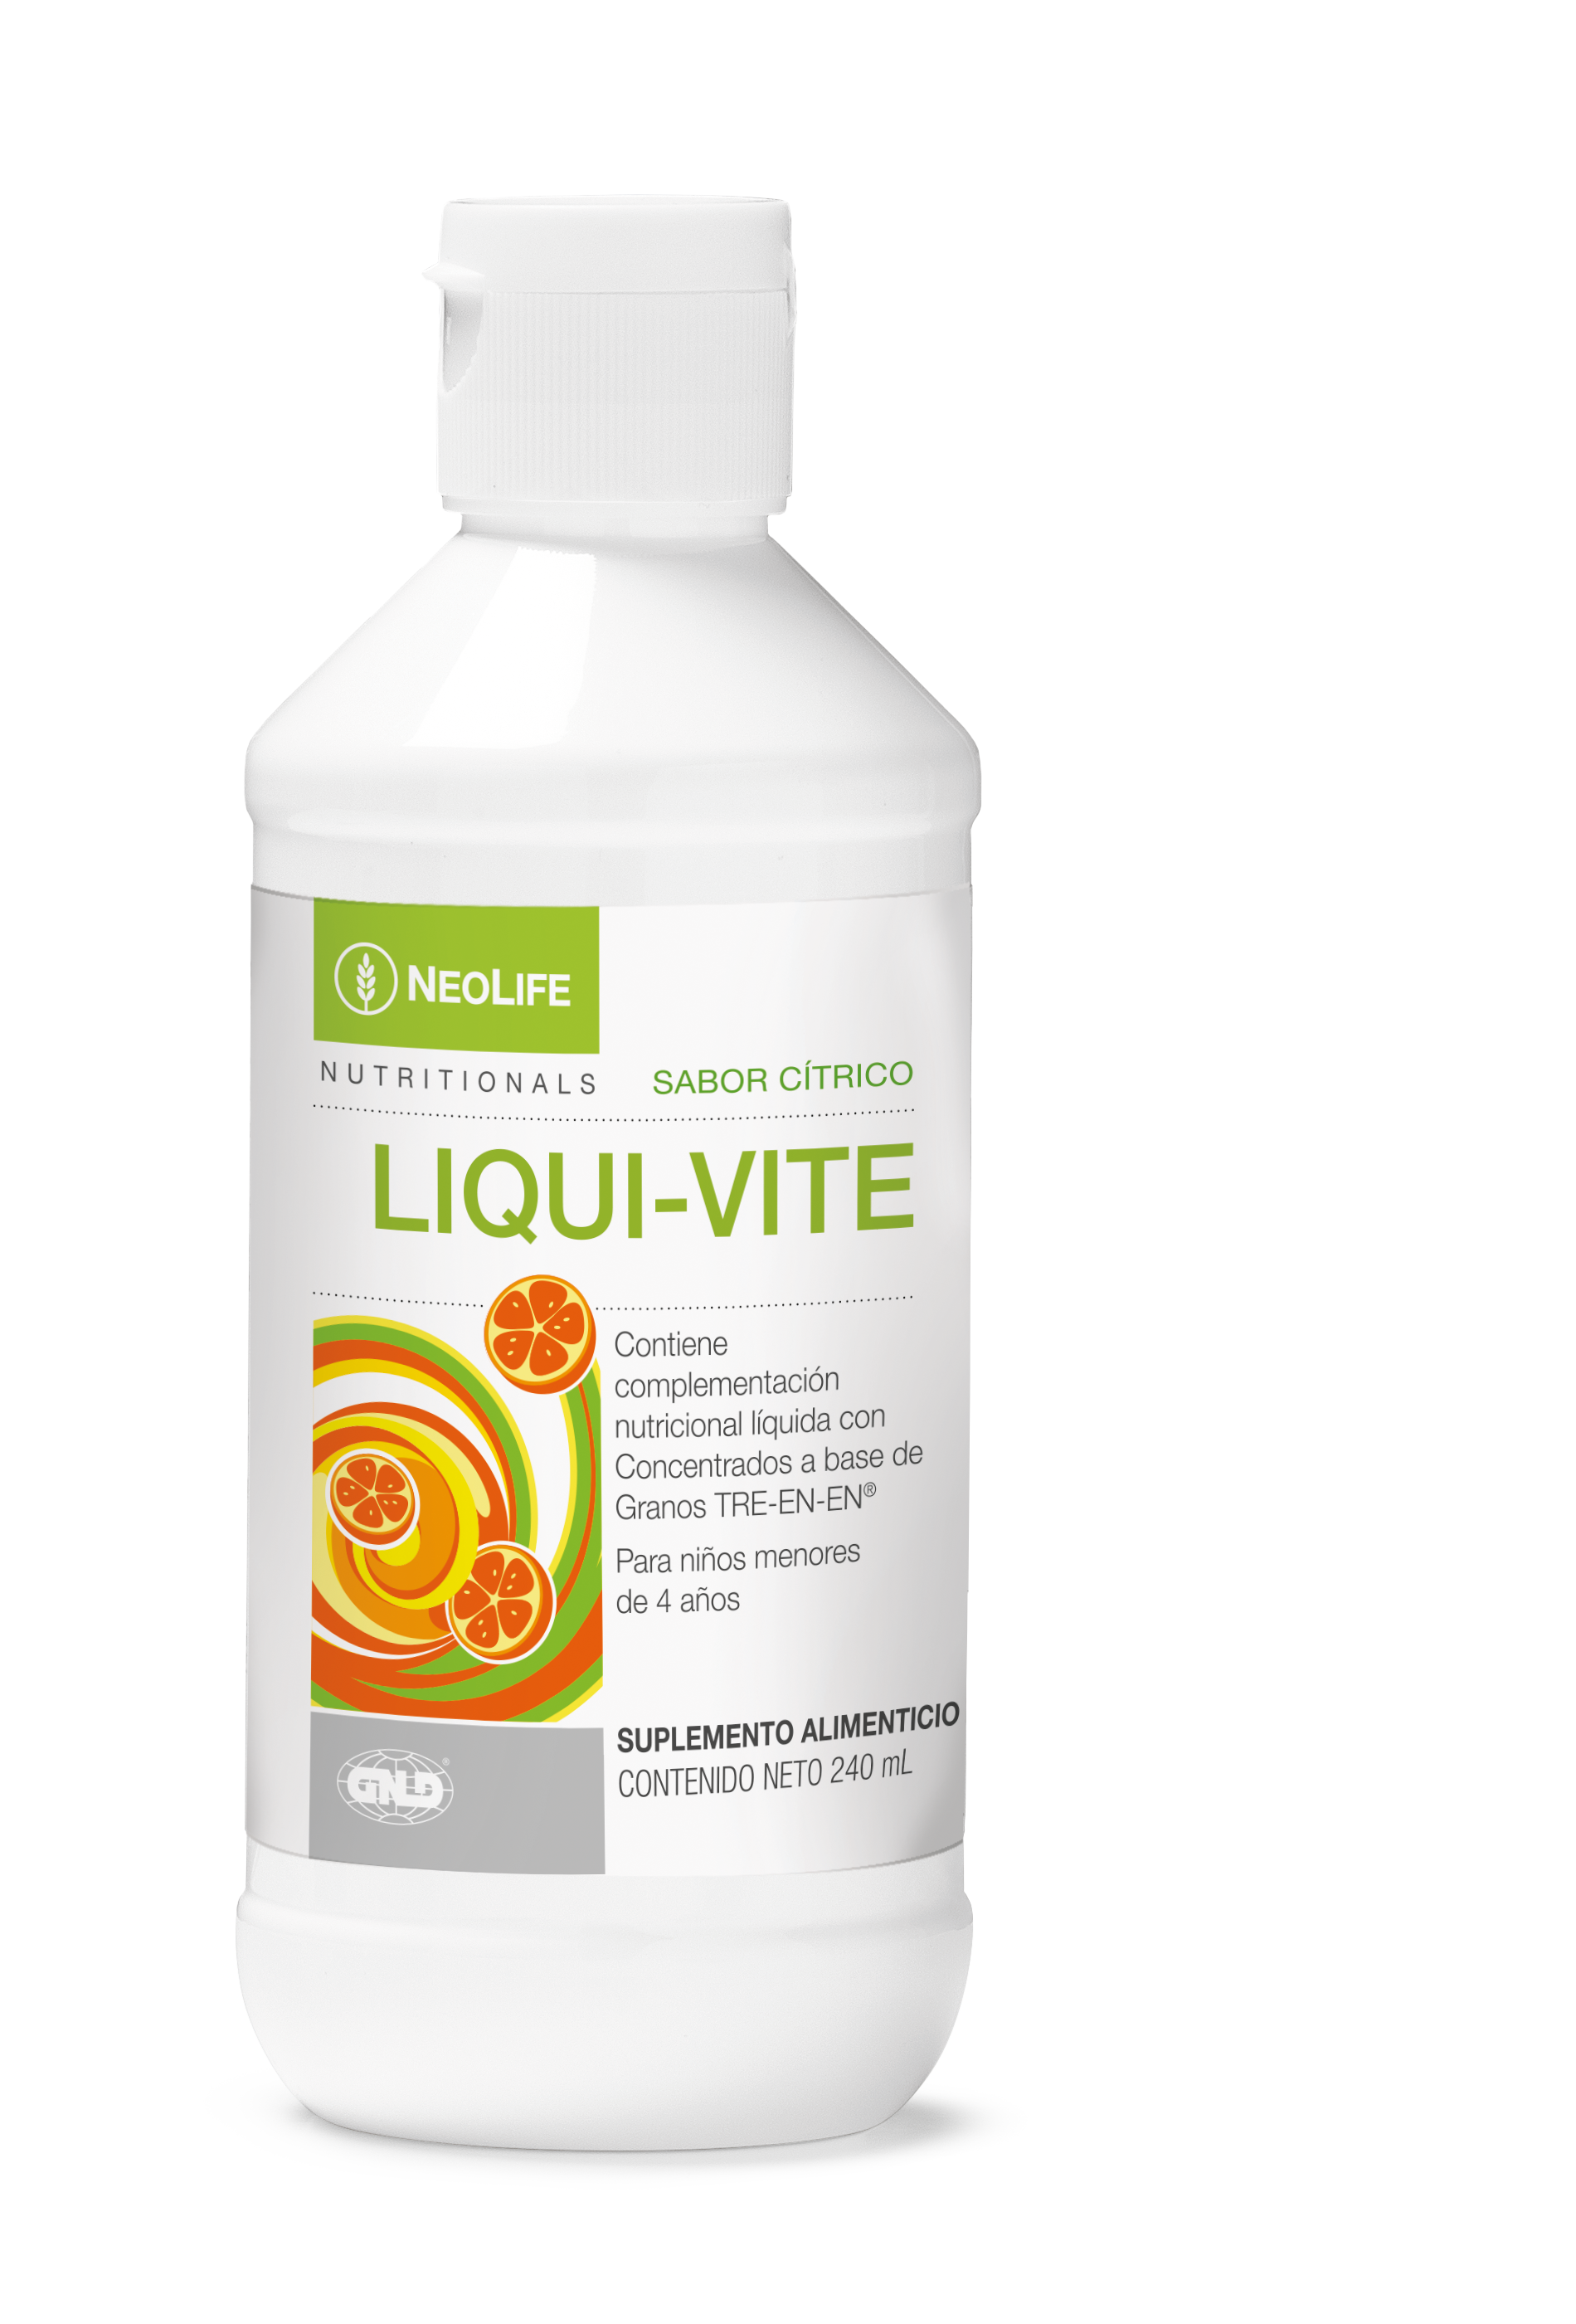 NEOLIFE
NUTRITIONALS
SABOR CÍTRICO
LIQUI-VITE
Contiene
complementación
nutricional líquida con
Concentrados a base de
Granos TRE-EN-EN®
Para niños menores
de 4 años
SUPLEMENTO ALIMENTICIO
CONTENIDO NETO 240 mL
GNLD®